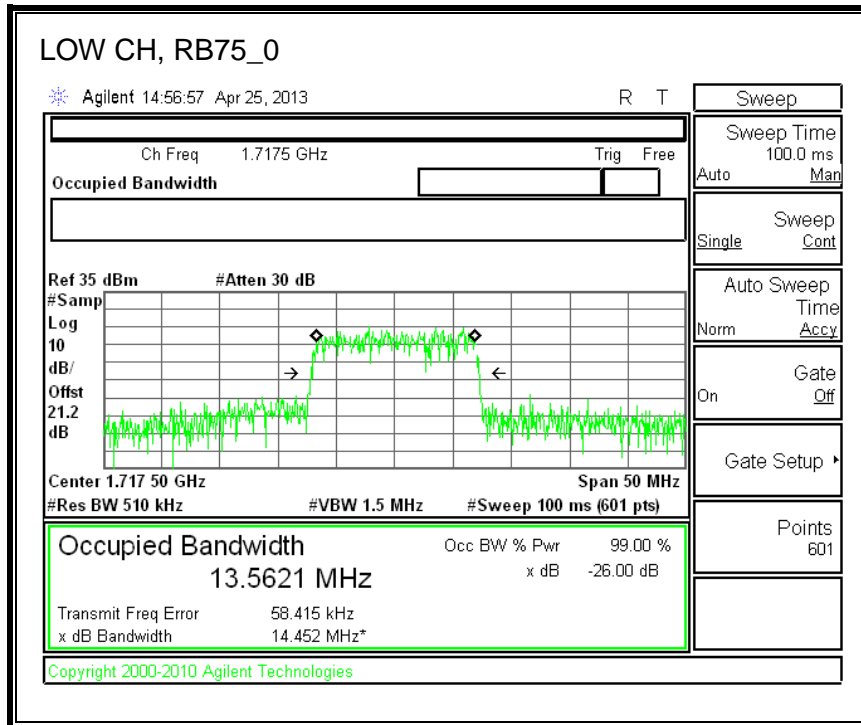 LOW CH, RB75_0
Agilent 14:56:57 Apr 25, 2013 R T
Ch Freq 1.7175 GHz Trig Free
Occupied Bandwidth
Ref 35 dBm #Atten 30 dB
#Samp
Log
10
dB/
Offst
21.2
dB
Center 1.717 50 GHz Span 50 MHz
#Res BW 510 kHz #VBW 1.5 MHz #Sweep 100 ms (601 pts)
Occupied Bandwidth Occ BW % Pwr 99.00 %
13.5621 MHz x dB -26.00 dB
Transmit Freq Error 58.415 kHz
x dB Bandwidth 14.452 MHz*
Copyright 2000-2010 Agilent Technologies
Sweep
Sweep Time
100.0 ms
Auto Man
Sweep
Single Cont
Auto Sweep
Time
Norm Accy
Gate
On Off
Gate Setup
Points
601